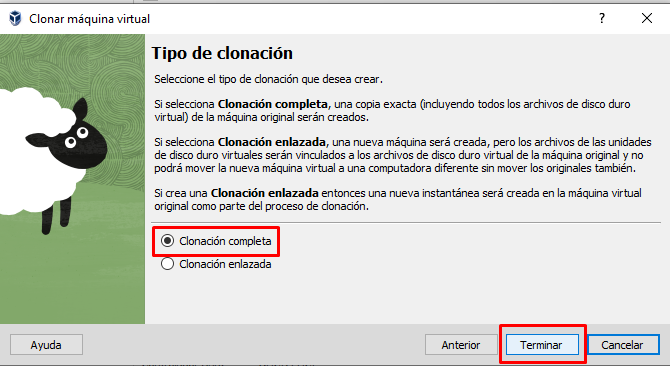 Clonar máquina virtual
?
Tipo de clonación
Seleccione el tipo de clonación que desea crear.
Si selecciona Clonación completa, una copia exacta (incluyendo todos los archivos de disco duro
virtual) de la máquina original serán creados.
Si selecciona Clonación enlazada, una nueva máquina será creada, pero los archivos de las unidades
de disco duro virtuales serán vinculados a los archivos de disco duro virtual de la máquina original y no
podrá mover la nueva máquina virtual a una computadora diferente sin mover los originales también.
Si crea una Clonación enlazada entonces una nueva instantánea será creada en la máquina virtual
original como parte del proceso de clonación.
Clonación completa
Clonación enlazada
Ayuda Anterior Terminar Cancelar